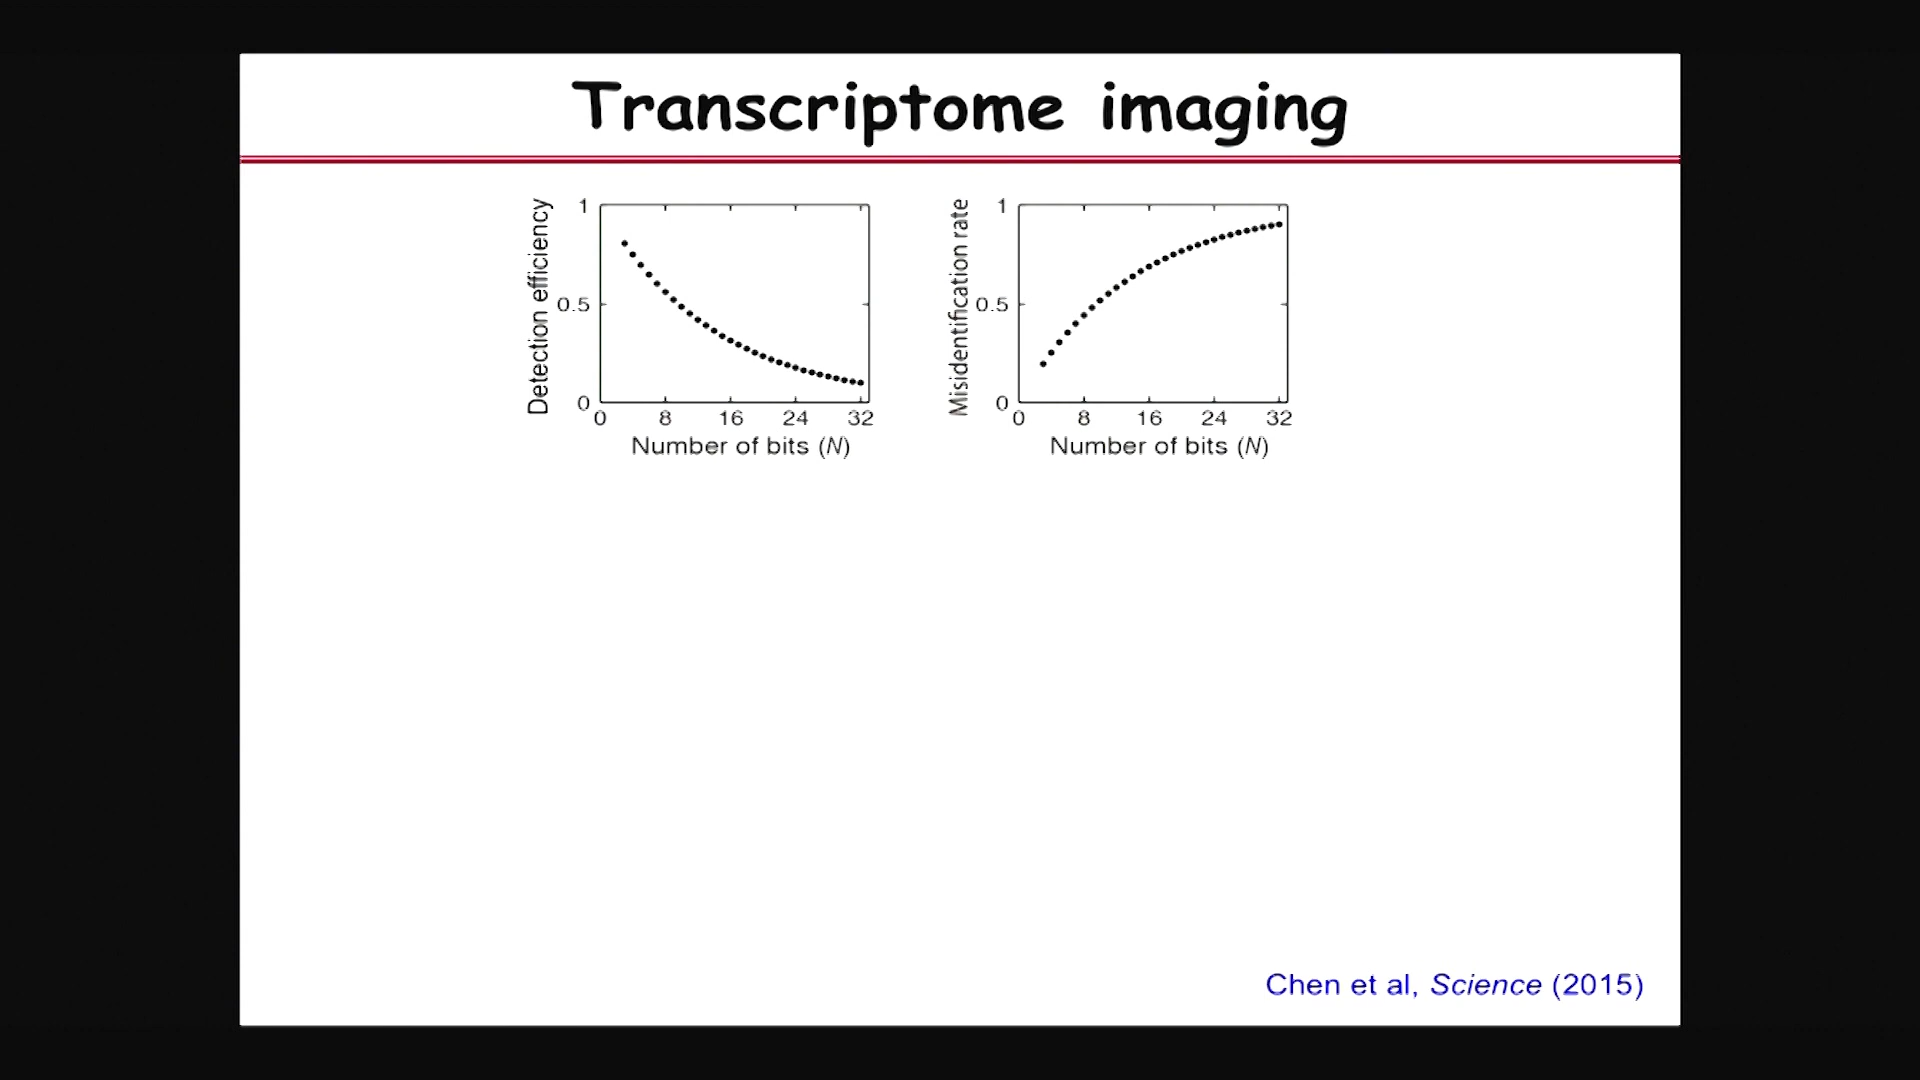 Transcriptome imaging
Detection efficiency
1
0.5
0
0 8 16 24 32
Number of bits (N)
Misidentification rate
1
0.5
0
0 8 16 24 32
Number of bits (N)
Chen et al, Science (2015)